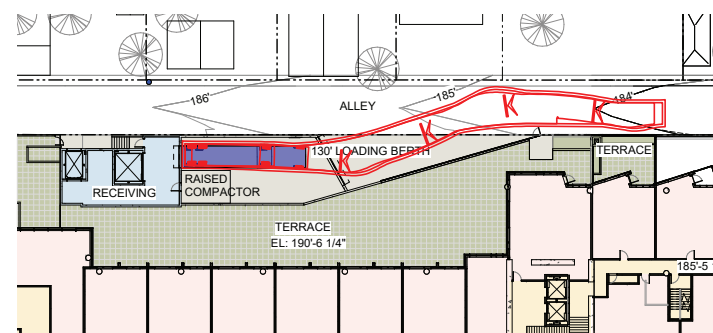 186'
185'
184'
ALLEY
130' LOADING BERTH
TERRACE
RECEIVING
RAISED
COMPACTOR
TERRACE
EL: 190'-6 1/4"
185'-5